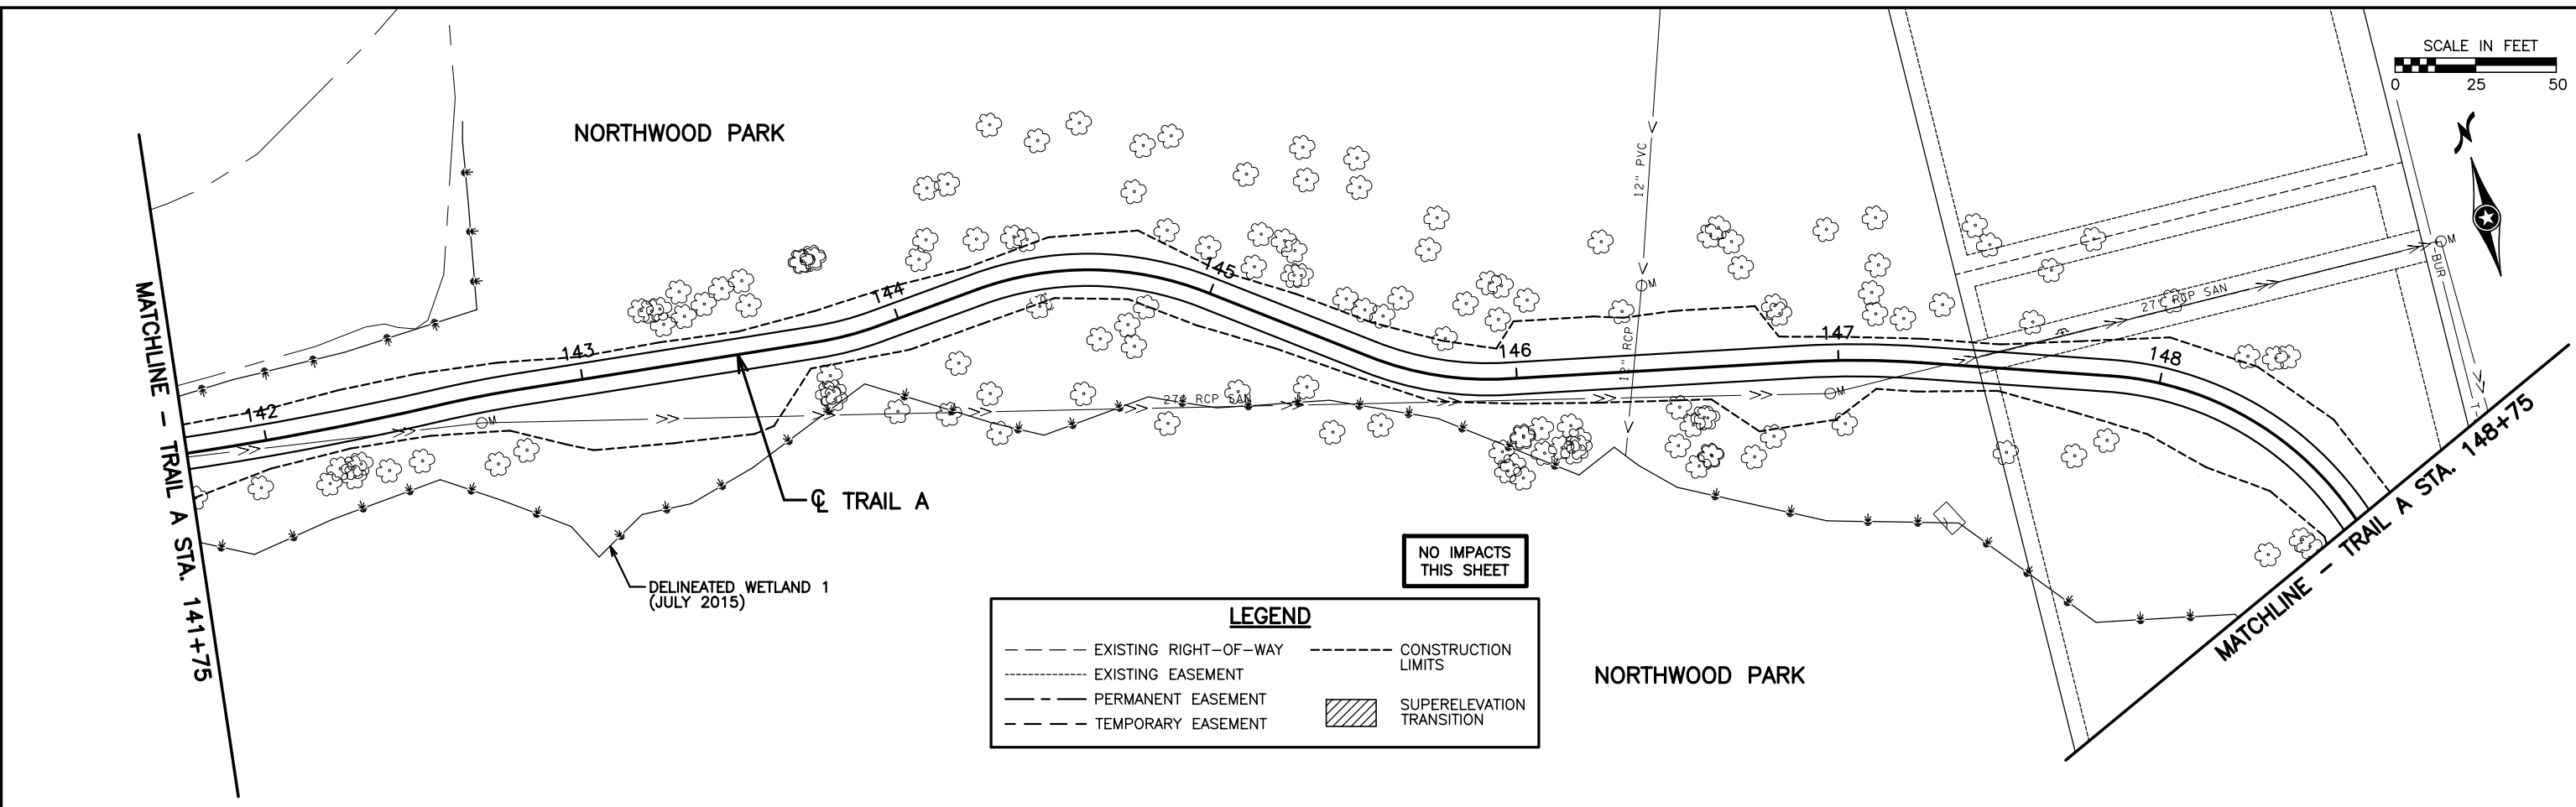 SCALE IN FEET
0 25 50
N
NORTHWOOD PARK
12" PVC
M
12" RCP
M
BUR
27" RCP SAN
142
143
144
145
146
147
148
M
M
27" RCP SAN
MATCHLINE - TRAIL A STA. 141+75
MATCHLINE - TRAIL A STA. 148+75
℄ TRAIL A
DELINEATED WETLAND 1
(JULY 2015)
NO IMPACTS
THIS SHEET
LEGEND
EXISTING RIGHT-OF-WAY
EXISTING EASEMENT
PERMANENT EASEMENT
TEMPORARY EASEMENT
CONSTRUCTION
LIMITS
SUPERELEVATION
TRANSITION
NORTHWOOD PARK